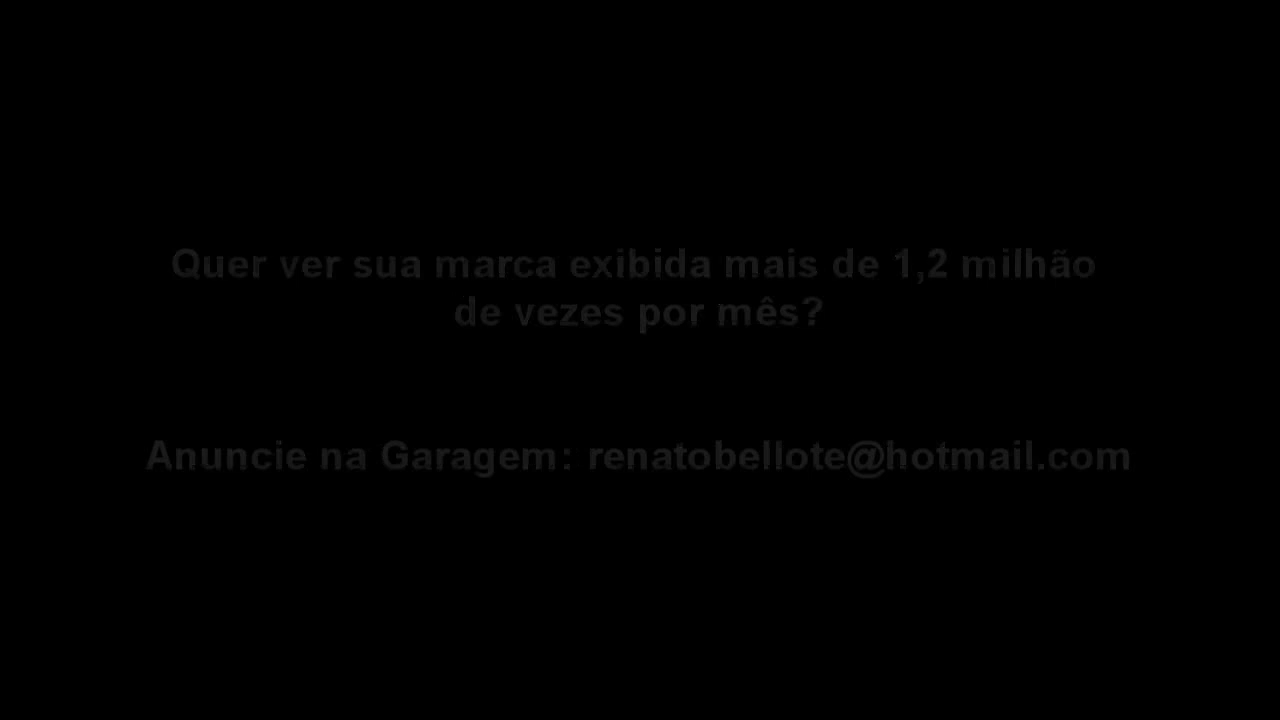 Quer ver sua marca exibida mais de 1,2 milhão
de vezes por mês?
Anuncie na Garagem: renatobellote@hotmail.com